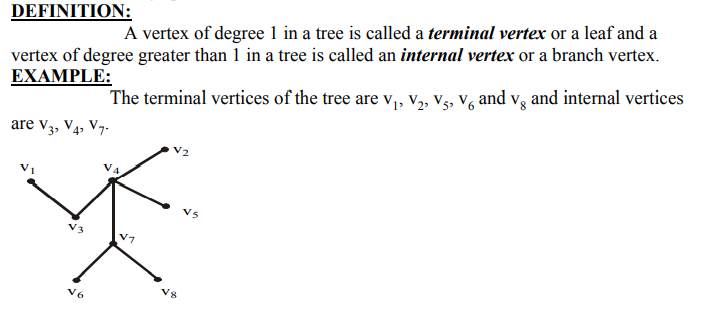 DEFINITION:
A vertex of degree 1 in a tree is called a terminal vertex or a leaf and a
vertex of degree greater than 1 in a tree is called an internal vertex or a branch vertex.
EXAMPLE:
The terminal vertices of the tree are v₁, v₂, v₅, v₆ and v₈ and internal vertices
are v₃, v₄, v₇.
v₂
v₁
v₄
v₅
v₃
v₇
v₆
v₈